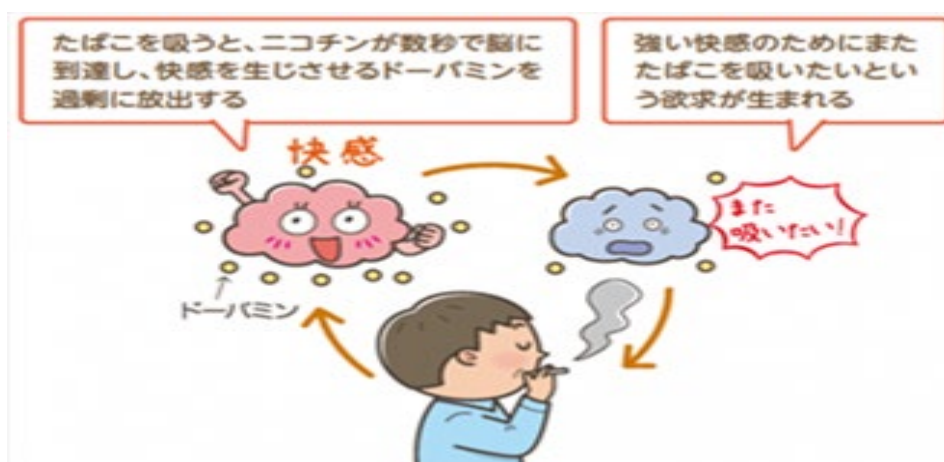 たばこを吸うと、ニコチンが数秒で脳に
到達し、快感を生じさせるドーパミンを
過剰に放出する
強い快感のためにまた
たばこを吸いたいとい
う欲求が生まれる
快感
また
吸いたい!
ドーパミン